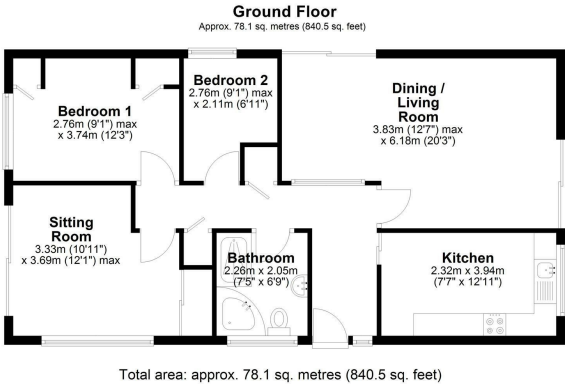 Ground Floor
Approx. 78.1 sq. metres (840.5 sq. feet)
Bedroom 1
2.76m (9'1") max
x 3.74m (12'3")
Bedroom 2
2.76m (9'1") max
x 2.11m (6'11")
Dining /
Living
Room
3.83m (12'7") max
x 6.18m (20'3")
Sitting
Room
3.33m (10'11")
x 3.69m (12'1") max
Bathroom
2.26m x 2.05m
(7'5" x 6'9")
Kitchen
2.32m x 3.94m
(7'7" x 12'11")
Total area: approx. 78.1 sq. metres (840.5 sq. feet)